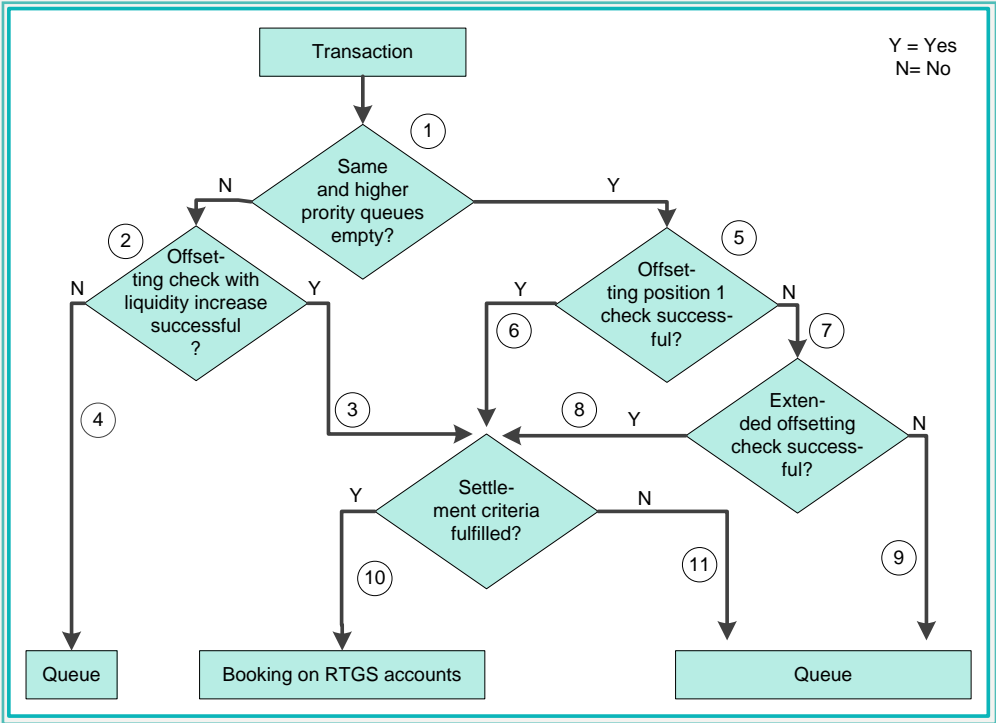 Transaction
Y = Yes
N= No
1
Same
and higher
prority queues
empty?
N
Y
2
Offset-
ting check with
liquidity increase
successful
?
N
Y
5
Offset-
ting position 1
check success-
ful?
Y
N
6
7
4
3
8
Y
Exten-
ded offsetting
check success-
ful?
N
Settle-
ment criteria
fulfilled?
Y
N
10
11
9
Queue
Booking on RTGS accounts
Queue